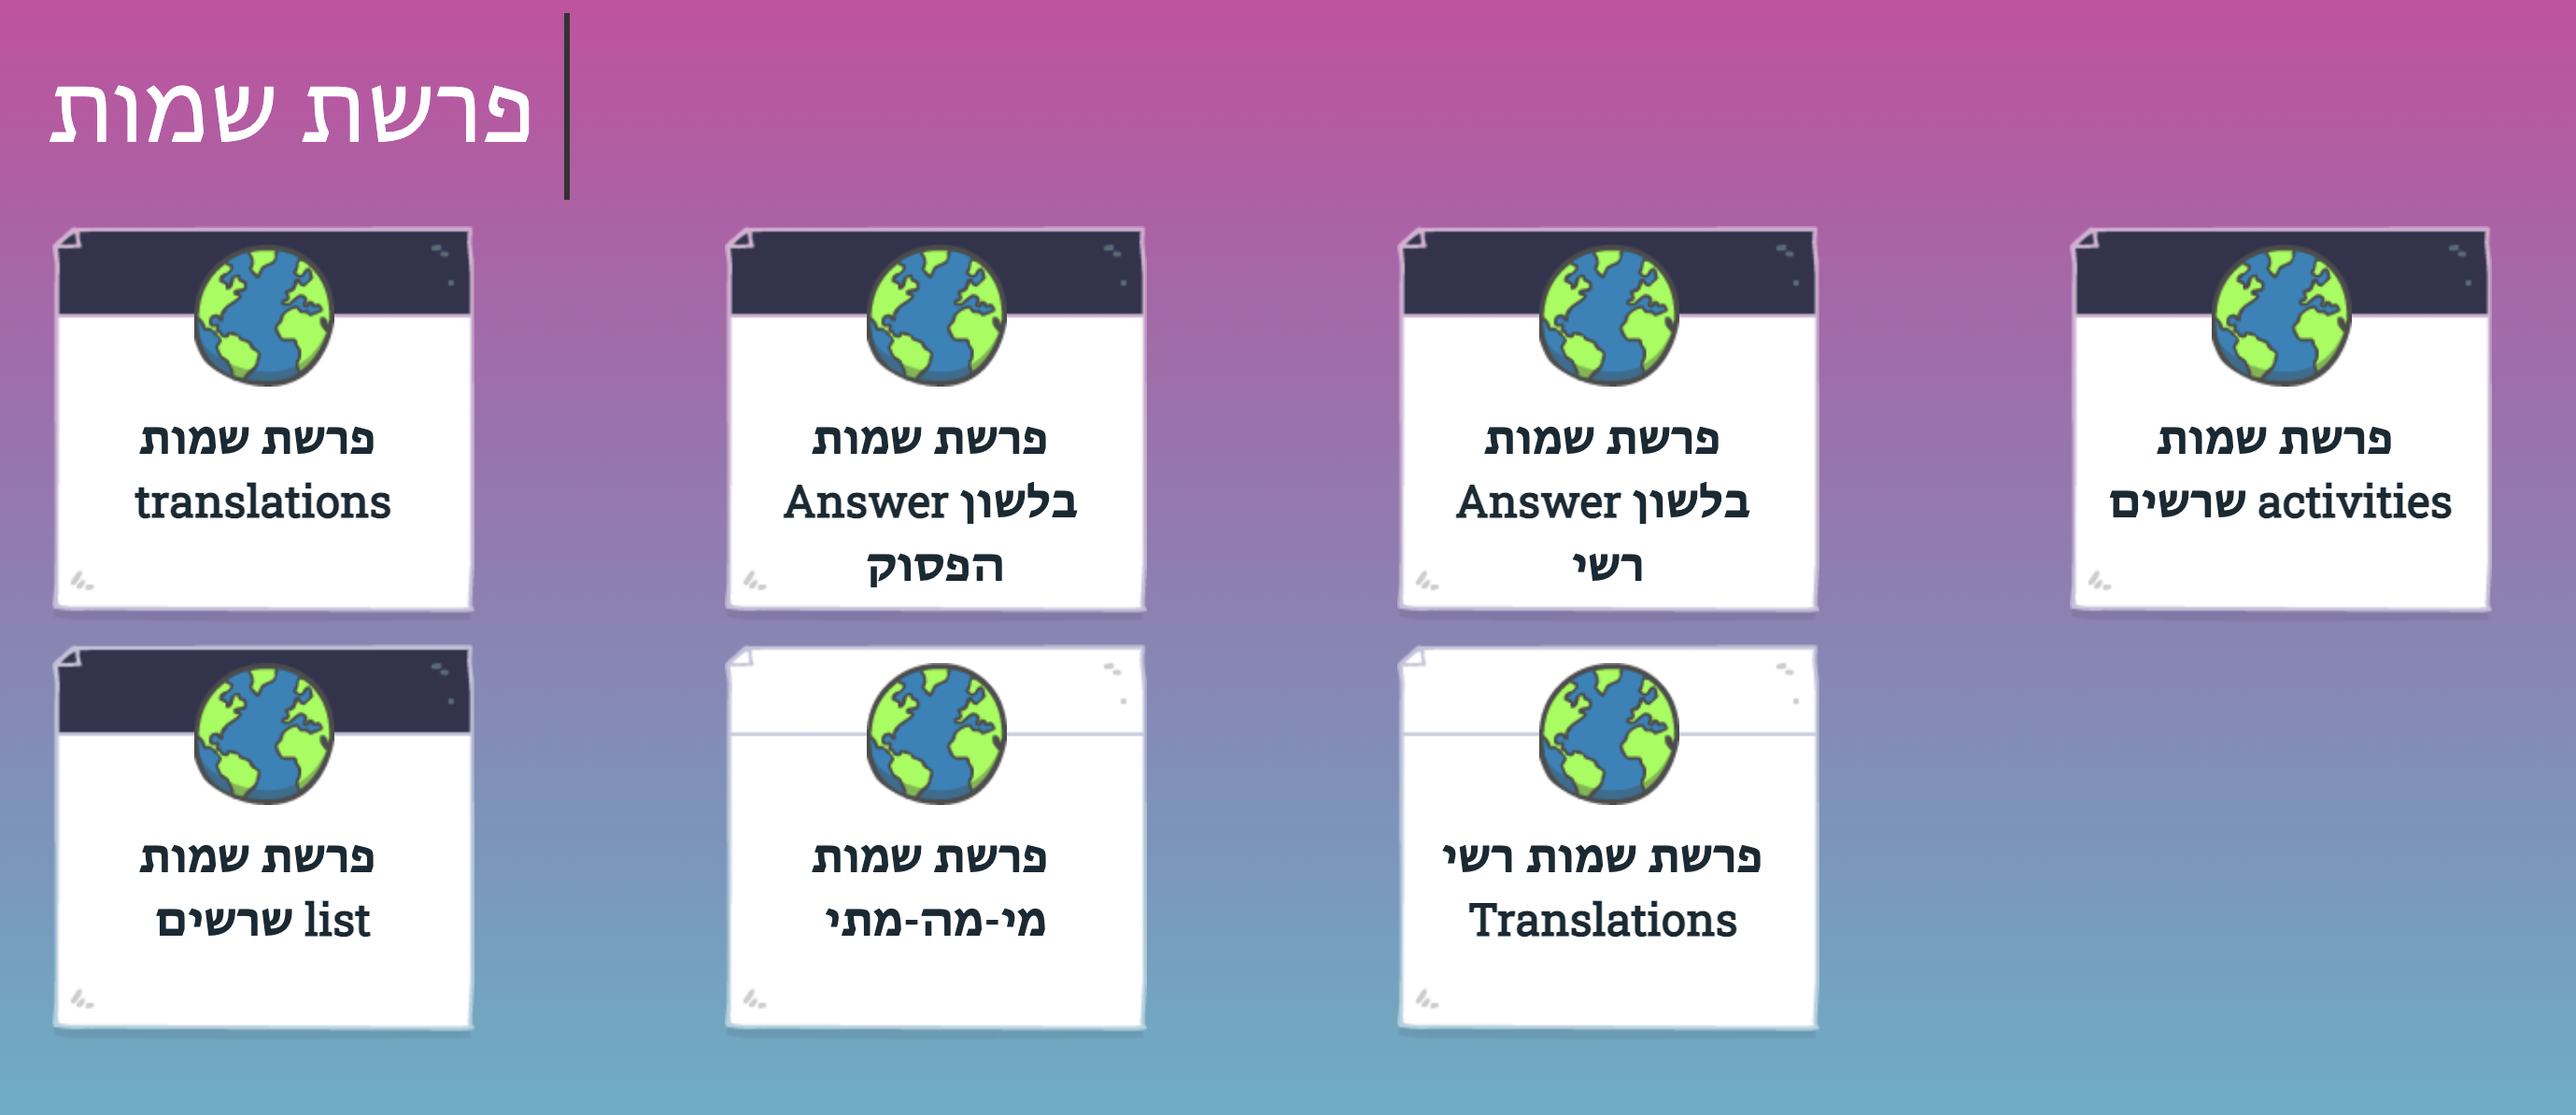 פרשת שמות
פרשת שמות
translations
פרשת שמות
Answer בלשון
הפסוק
פרשת שמות
Answer בלשון
רשי
פרשת שמות
שרשים activities
פרשת שמות
שרשים list
פרשת שמות
מי-מה-מתי
פרשת שמות רשי
Translations